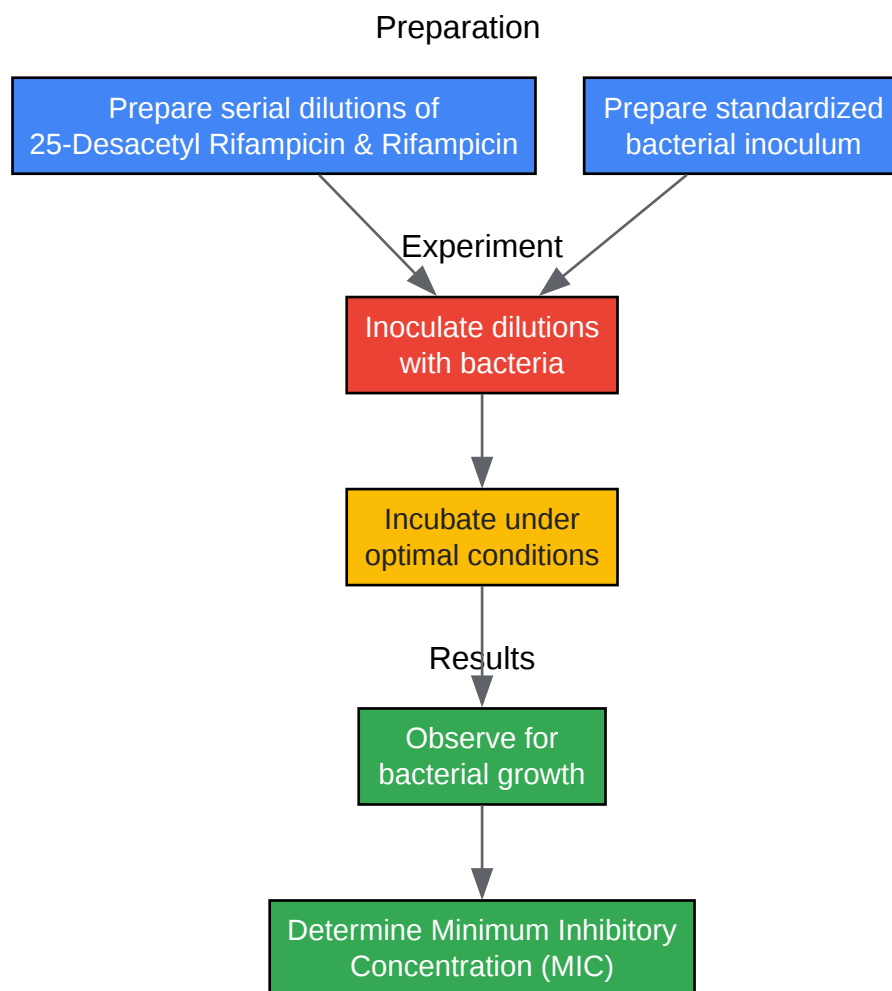 Preparation
Prepare serial dilutions of
25-Desacetyl Rifampicin & Rifampicin
Prepare standardized
bacterial inoculum
Experiment
Inoculate dilutions
with bacteria
Incubate under
optimal conditions
Results
Observe for
bacterial growth
Determine Minimum Inhibitory
Concentration (MIC)